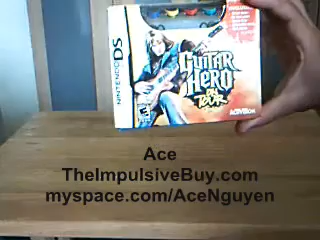 NINTENDO DS
GUITAR
HERO
ON
TOUR
ACTIVISION
Ace
TheImpulsiveBuy.com
myspace.com/AceNguyen